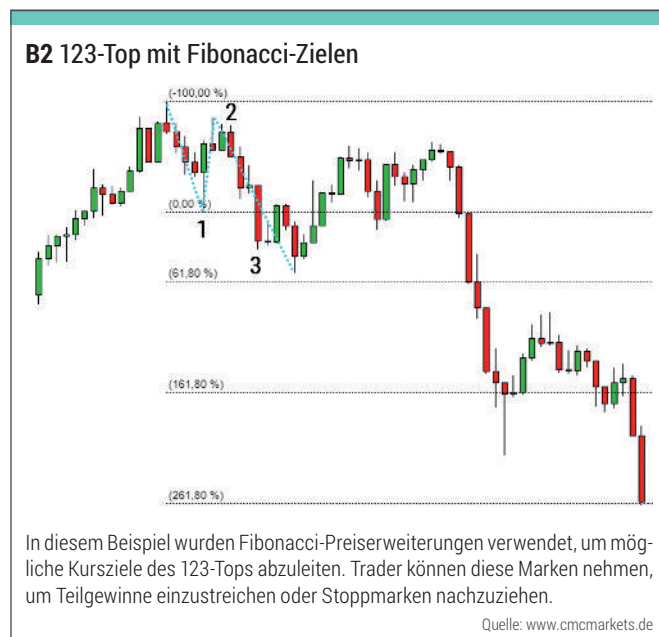 B2 123-Top mit Fibonacci-Zielen
(-100,00 %)
2
(0.00 %)
1
3
(61,80 %)
(161,80 %)
(261,80 %)
In diesem Beispiel wurden Fibonacci-Preiserweiterungen verwendet, um mög-
liche Kursziele des 123-Tops abzuleiten. Trader können diese Marken nehmen,
um Teilgewinne einzustreichen oder Stoppmarken nachzuziehen.
Quelle: www.cmcmarkets.de